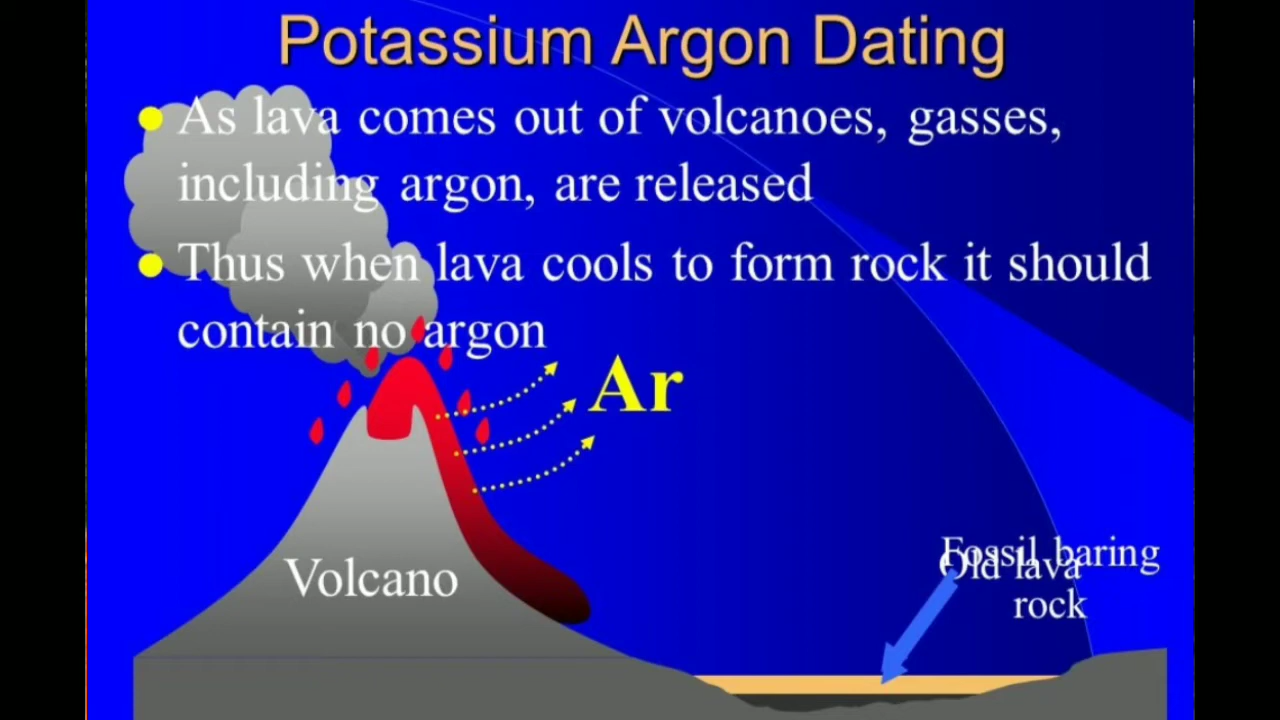 Potassium Argon Dating
As lava comes out of volcanoes, gasses,
including argon, are released
Thus when lava cools to form rock it should
contain no argon
Ar
Volcano
Fossil baring
Old lava
rock